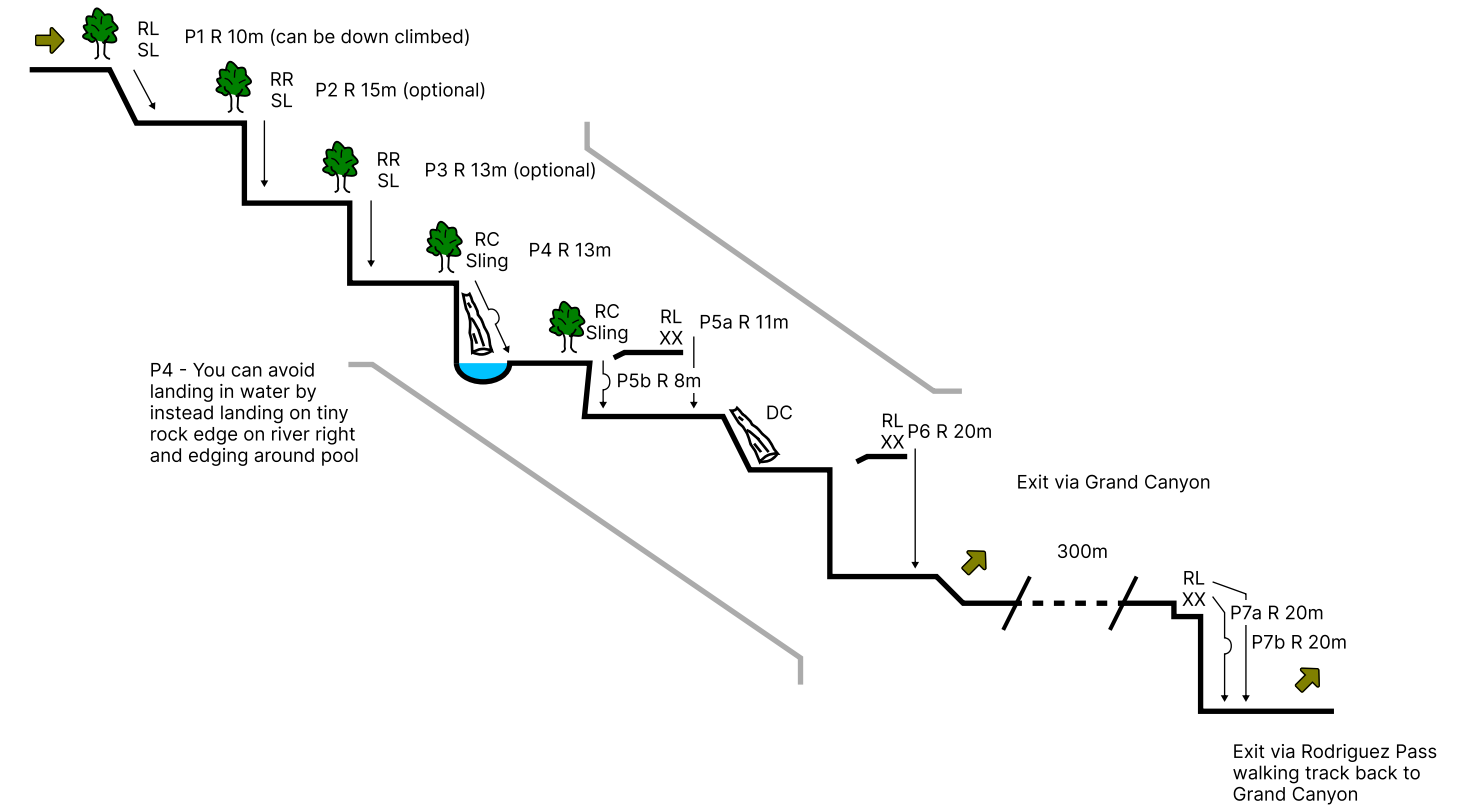 RL
SL
P1 R 10m (can be down climbed)
RR
SL
P2 R 15m (optional)
RR
SL
P3 R 13m (optional)
RC
Sling
P4 R 13m
RC
Sling
RL
XX
P5a R 11m
P5b R 8m
P4 - You can avoid
landing in water by
instead landing on tiny
rock edge on river right
and edging around pool
DC
RL
XX
P6 R 20m
Exit via Grand Canyon
300m
RL
XX
P7a R 20m
P7b R 20m
Exit via Rodriguez Pass
walking track back to
Grand Canyon